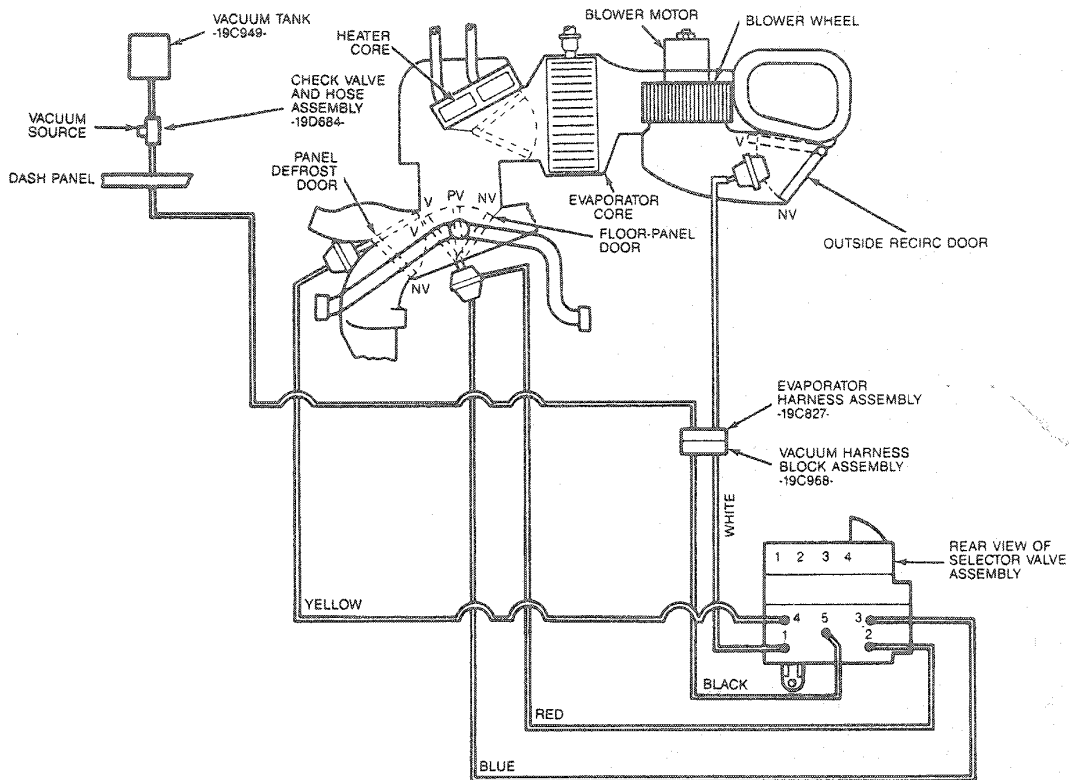 VACUUM TANK
-19C949-
CHECK VALVE
AND HOSE
ASSEMBLY
-19D684-
VACUUM
SOURCE
DASH PANEL
HEATER
CORE
BLOWER MOTOR
BLOWER WHEEL
PANEL
DEFROST
DOOR
V
PV
NV
V
NV
EVAPORATOR
CORE
FLOOR-PANEL
DOOR
V
NV
OUTSIDE RECIRC DOOR
EVAPORATOR
HARNESS ASSEMBLY
-19C827-
VACUUM HARNESS
BLOCK ASSEMBLY
-19C968-
WHITE
1 2 3 4
REAR VIEW OF
SELECTOR VALVE
ASSEMBLY
4 5 3
1 2
YELLOW
BLACK
RED
BLUE